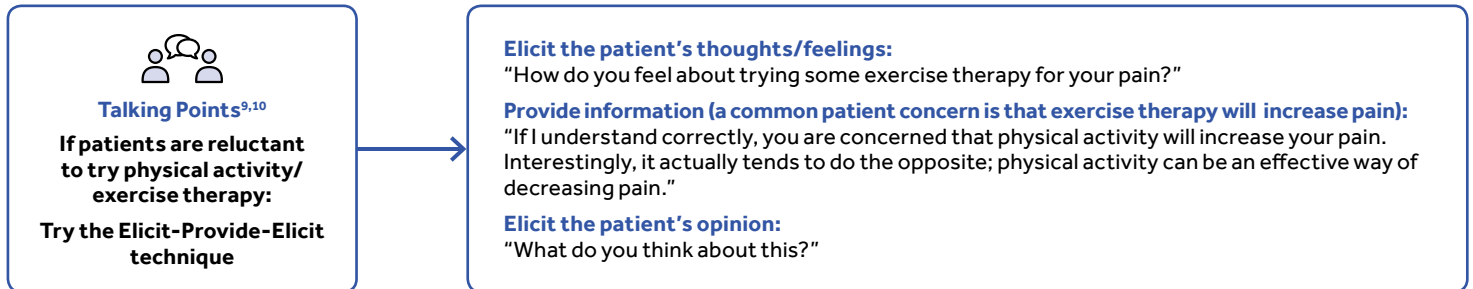 Talking Points9,10
If patients are reluctant
to try physical activity/
exercise therapy:
Try the Elicit-Provide-Elicit
technique
Elicit the patient’s thoughts/feelings:
“How do you feel about trying some exercise therapy for your pain?”
Provide information (a common patient concern is that exercise therapy will increase pain):
“If I understand correctly, you are concerned that physical activity will increase your pain.
Interestingly, it actually tends to do the opposite; physical activity can be an effective way of
decreasing pain.”
Elicit the patient’s opinion:
“What do you think about this?”